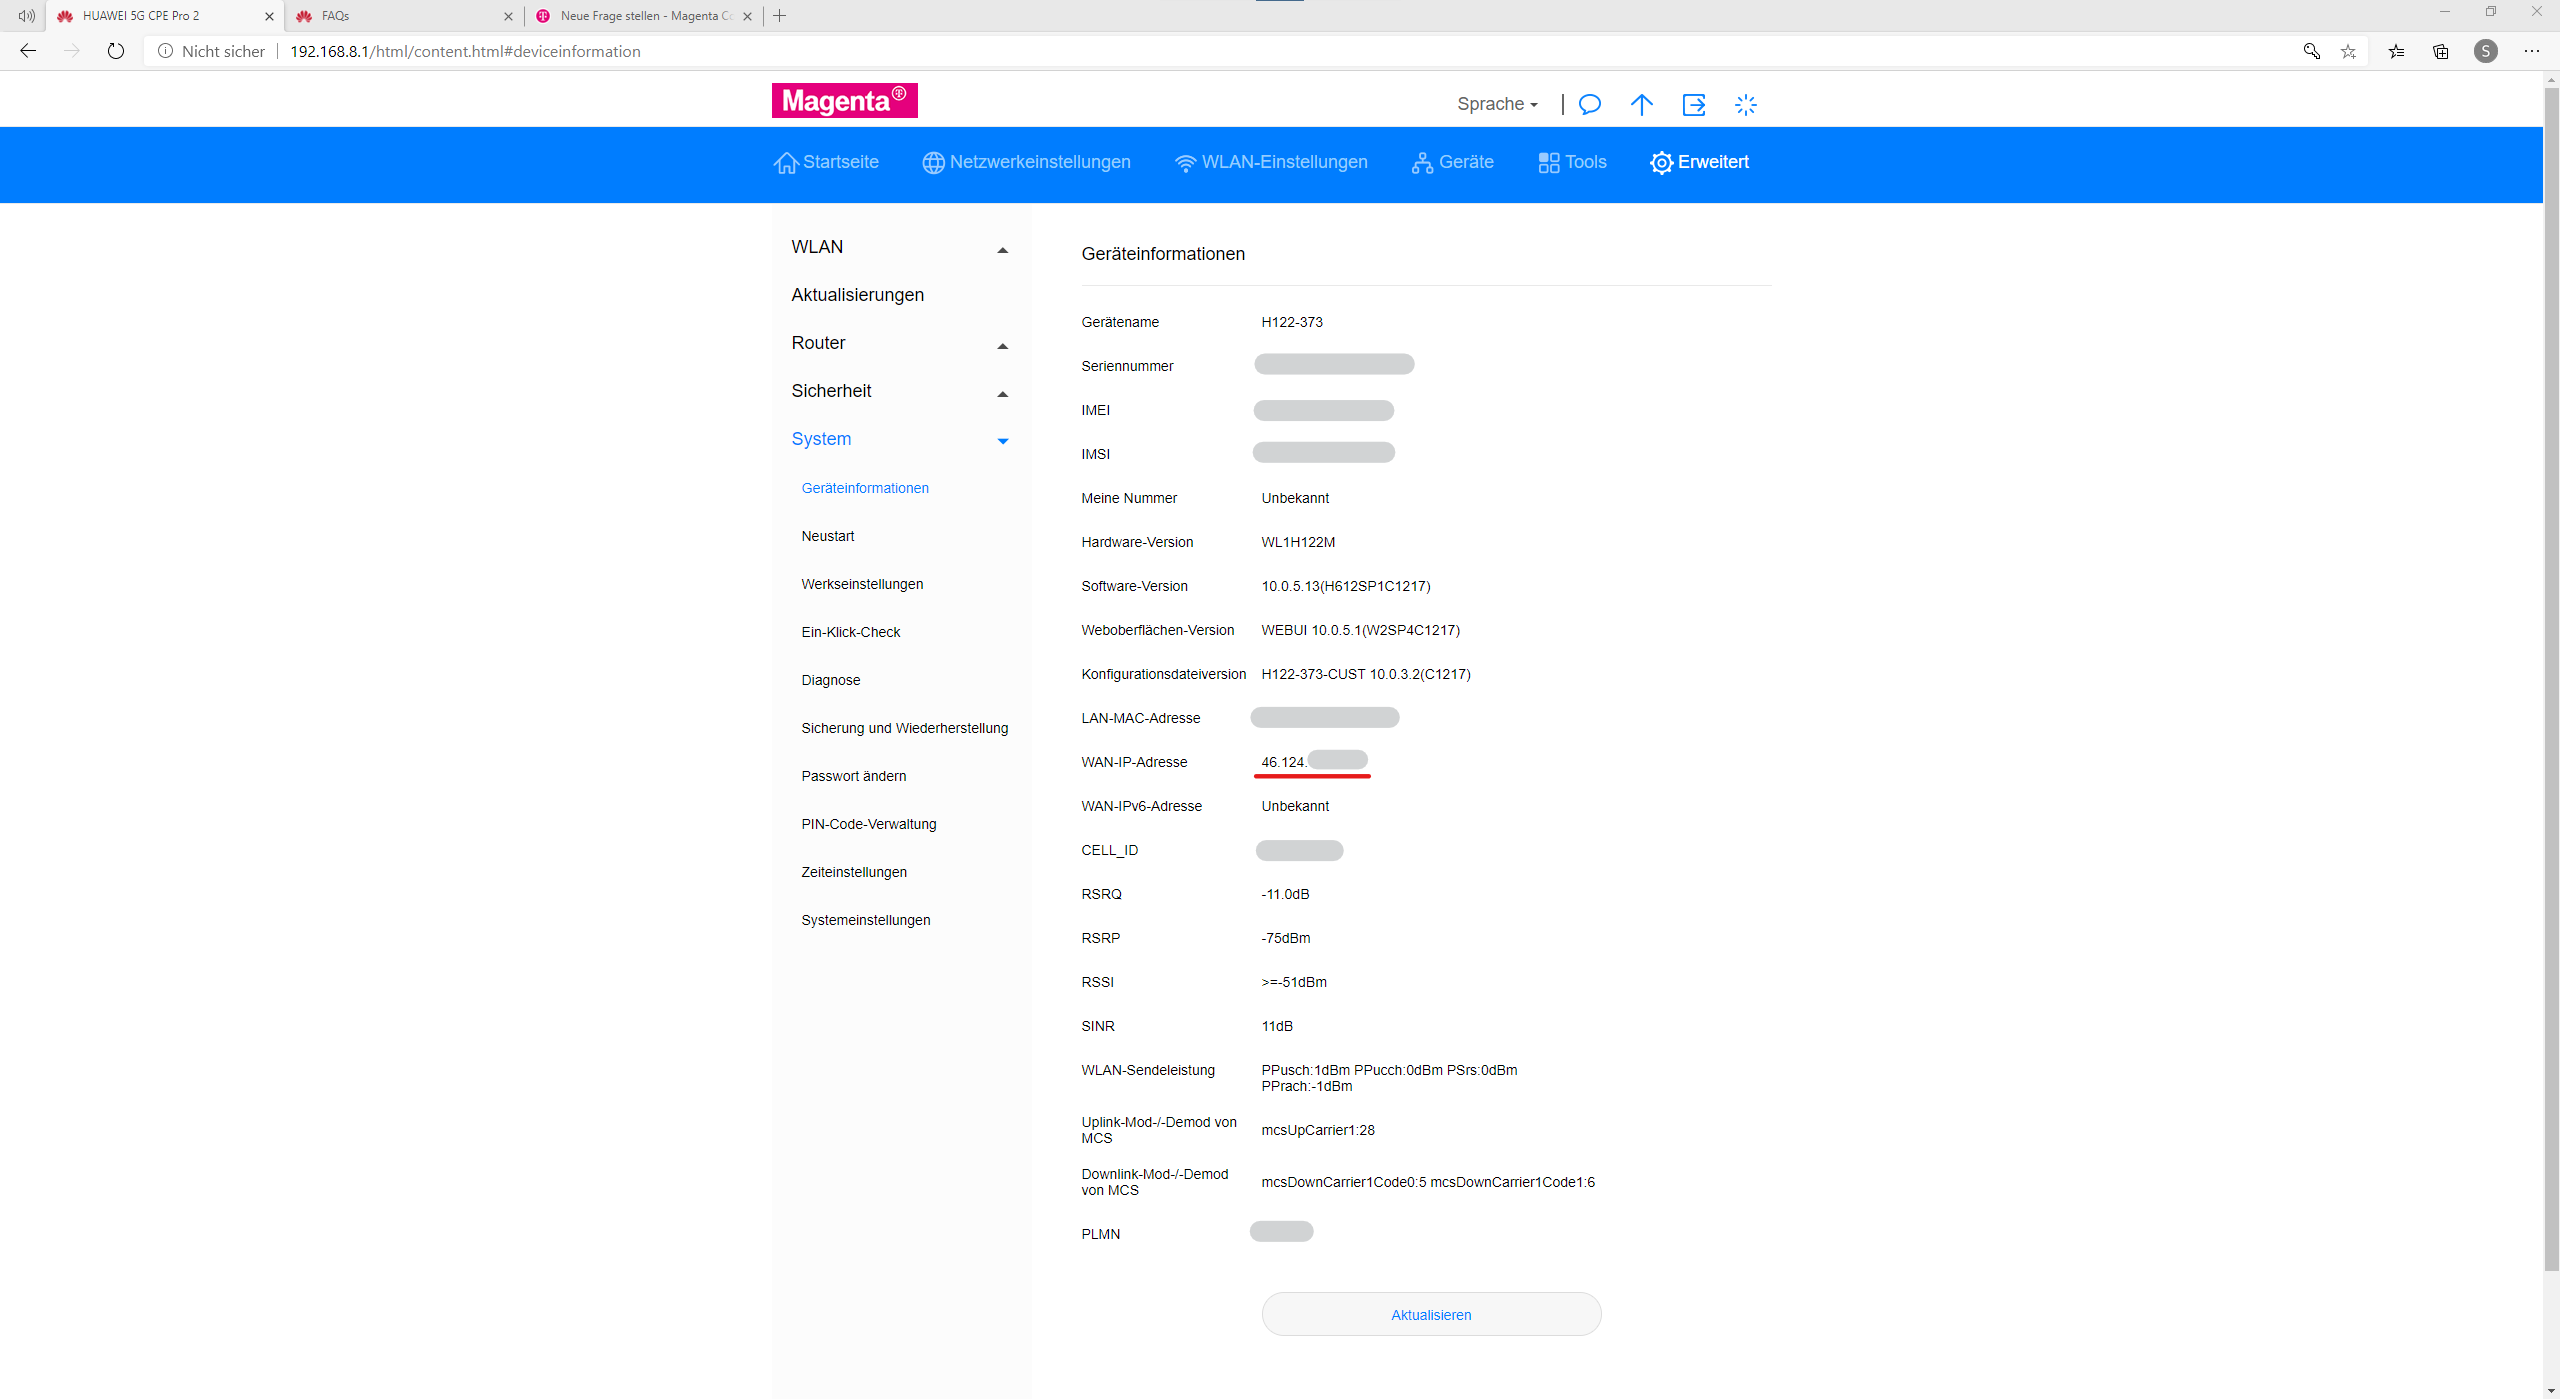 HUAWEI 5G CPE Pro 2
FAQs
Neue Frage stellen - Magenta Co
Nicht sicher
192.168.8.1/html/content.html#deviceinformation
S
Magenta
T
Sprache
Startseite
Netzwerkeinstellungen
WLAN-Einstellungen
Geräte
Tools
Erweitert
WLAN
Aktualisierungen
Router
Sicherheit
System
Geräteinformationen
Neustart
Werkseinstellungen
Ein-Klick-Check
Diagnose
Sicherung und Wiederherstellung
Passwort ändern
PIN-Code-Verwaltung
Zeiteinstellungen
Systemeinstellungen
Geräteinformationen
Gerätename H122-373
Seriennummer
IMEI
IMSI
Meine Nummer Unbekannt
Hardware-Version WL1H122M
Software-Version 10.0.5.13(H612SP1C1217)
Weboberflächen-Version WEBUI 10.0.5.1(W2SP4C1217)
Konfigurationsdateiversion H122-373-CUST 10.0.3.2(C1217)
LAN-MAC-Adresse
WAN-IP-Adresse 46.124.
WAN-IPv6-Adresse Unbekannt
CELL_ID
RSRQ -11.0dB
RSRP -75dBm
RSSI >=-51dBm
SINR 11dB
WLAN-Sendeleistung PPusch:1dBm PPucch:0dBm PSrs:0dBm
PPrach:-1dBm
Uplink-Mod-/-Demod von
MCS
mcsUpCarrier1:28
Downlink-Mod-/-Demod
von MCS
mcsDownCarrier1Code0:5 mcsDownCarrier1Code1:6
PLMN
Aktualisieren